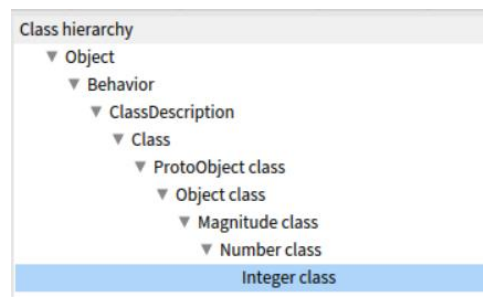 Class hierarchy
Object
Behavior
ClassDescription
Class
ProtoObject class
Object class
Magnitude class
Number class
Integer class